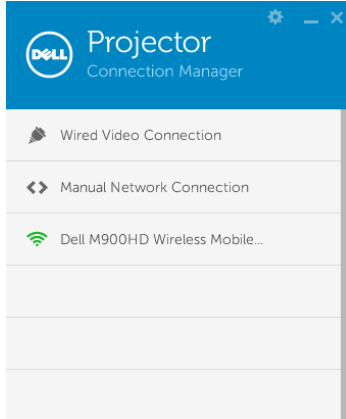 DELL
Projector
Connection Manager
Wired Video Connection
Manual Network Connection
Dell M900HD Wireless Mobile...